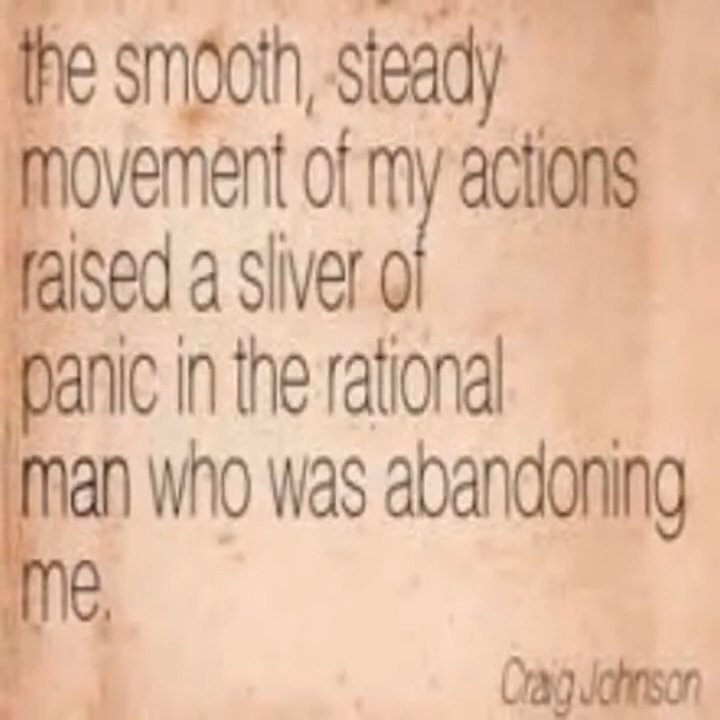 the smooth, steady
movement of my actions
raised a sliver of
panic in the rational
man who was abandoning
me.
Craig Johnson